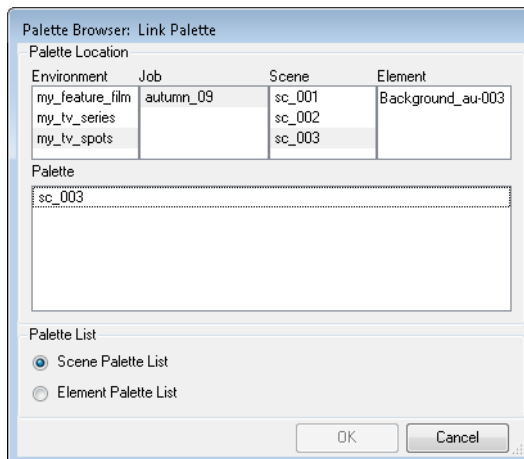 Palette Browser: Link Palette
Palette Location
Environment Job Scene Element
my_feature_film autumn_09 sc_001 Background_au-003
my_tv_series sc_002
my_tv_spots sc_003
Palette
sc_003
Palette List
Scene Palette List
Element Palette List
OK Cancel